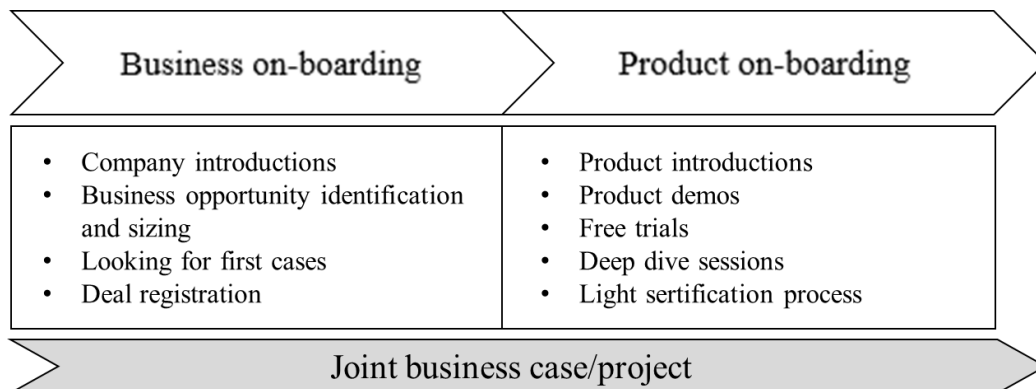 Business on-boarding
Product on-boarding
• Company introductions
• Business opportunity identification
and sizing
• Looking for first cases
• Deal registration
• Product introductions
• Product demos
• Free trials
• Deep dive sessions
• Light sertification process
Joint business case/project